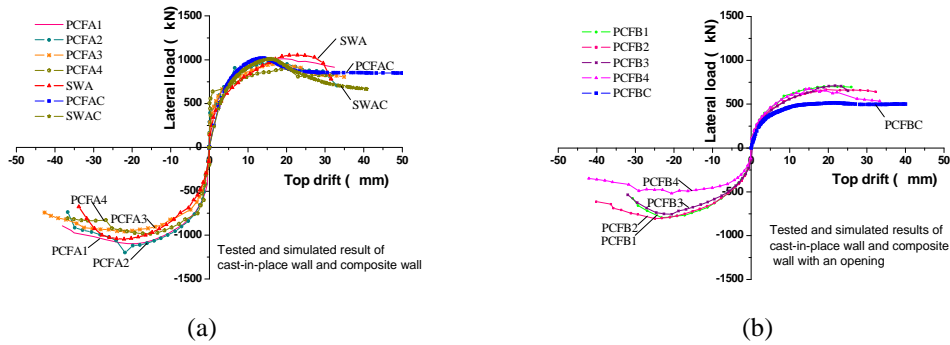 PCFA1
PCFA2
PCFA3
PCFA4
SWA
PCFAC
SWAC
Lateral load ( kN)
1500
1000
500
0
-500
-1000
-1500
-50 -40 -30 -20 -10 0 10 20 30 40 50
Top drift ( mm)
SWA
PCFAC
SWAC
PCFA4
PCFA3
PCFA1
PCFA2
Tested and simulated result of
cast-in-place wall and composite wall
(a)
PCFB1
PCFB2
PCFB3
PCFB4
PCFBC
Lateral load ( kN)
1500
1000
500
0
-500
-1000
-1500
-50 -40 -30 -20 -10 0 10 20 30 40 50
Top drift ( mm)
PCFBC
PCFB4
PCFB3
PCFB2
PCFB1
Tested and simulated results of
cast-in-place wall and composite
wall with an opening
(b)